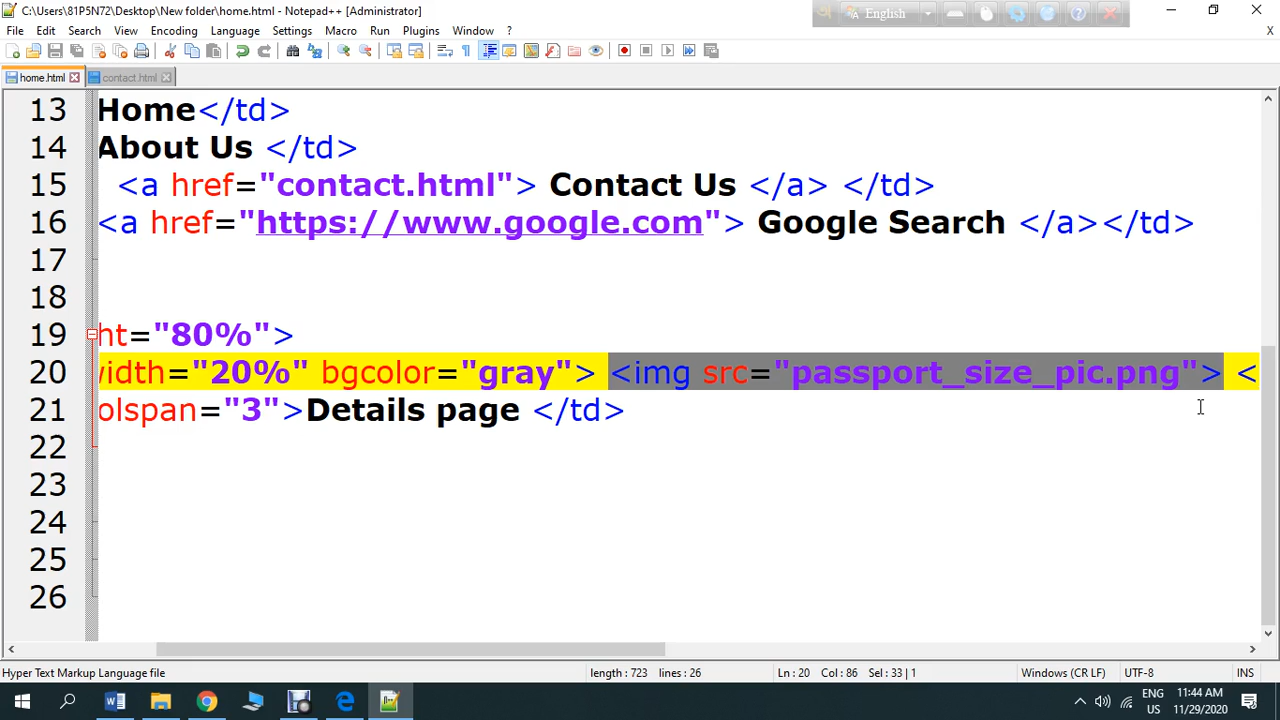 C:\Users\81P5N72\Desktop\New folder\home.html - Notepad++ [Administrator]
English
File Edit Search View Encoding Language Settings Tools Macro Run Plugins Window ?
X
home.html contact.html
13 Home</td>
14 About Us </td>
15 <a href="contact.html"> Contact Us </a> </td>
16 <a href="https://www.google.com"> Google Search </a></td>
17
18
19 ht="80%">
20 width="20%" bgcolor="gray"> <img src="passport_size_pic.png"> <
21 olspan="3">Details page </td>
22
23
24
25
26
Hyper Text Markup Language file length : 723 lines : 26 Ln : 20 Col : 86 Sel : 33 | 1 Windows (CR LF) UTF-8 INS
ENG 11:44 AM
US 11/29/2020